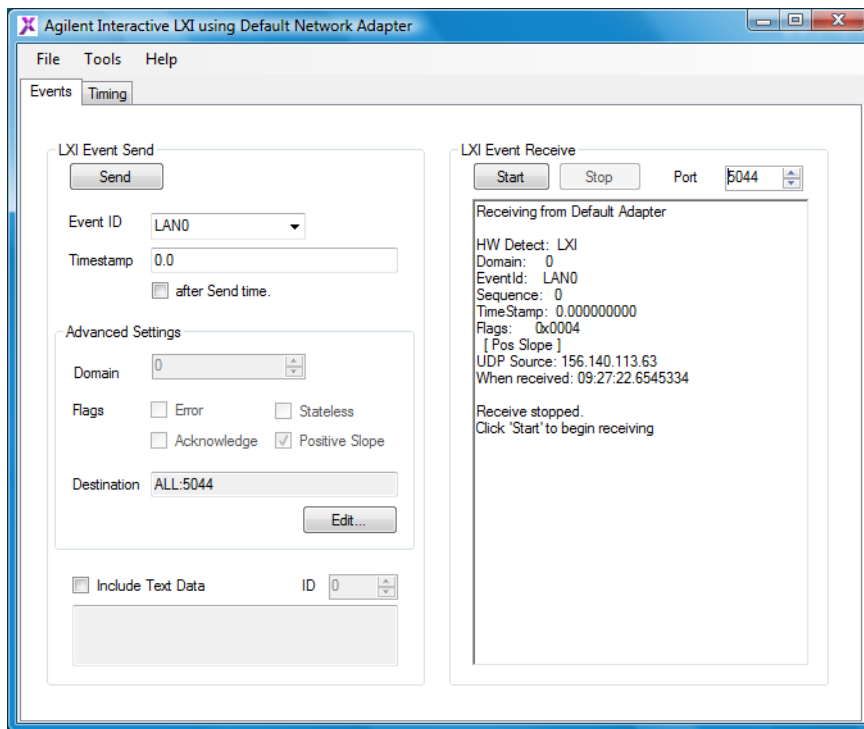 Agilent Interactive LXI using Default Network Adapter
File Tools Help
Events Timing
LXI Event Send
Send
Event ID LAN0
Timestamp 0.0
after Send time.
Advanced Settings
Domain 0
Flags Error Stateless
Acknowledge Positive Slope
Destination ALL:5044
Edit...
Include Text Data ID 0
LXI Event Receive
Start Stop Port 5044
Receiving from Default Adapter
HW Detect: LXI
Domain: 0
EventId: LAN0
Sequence: 0
TimeStamp: 0.000000000
Flags: 0x0004
[ Pos Slope ]
UDP Source: 156.140.113.63
When received: 09:27:22.6545334
Receive stopped.
Click 'Start' to begin receiving